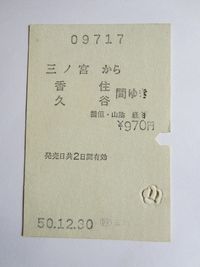 09717
三ノ宮 から
香住
久谷 間ゆき
播但・山陰 経由
¥970円
発売日共2日間有効
50.12.30